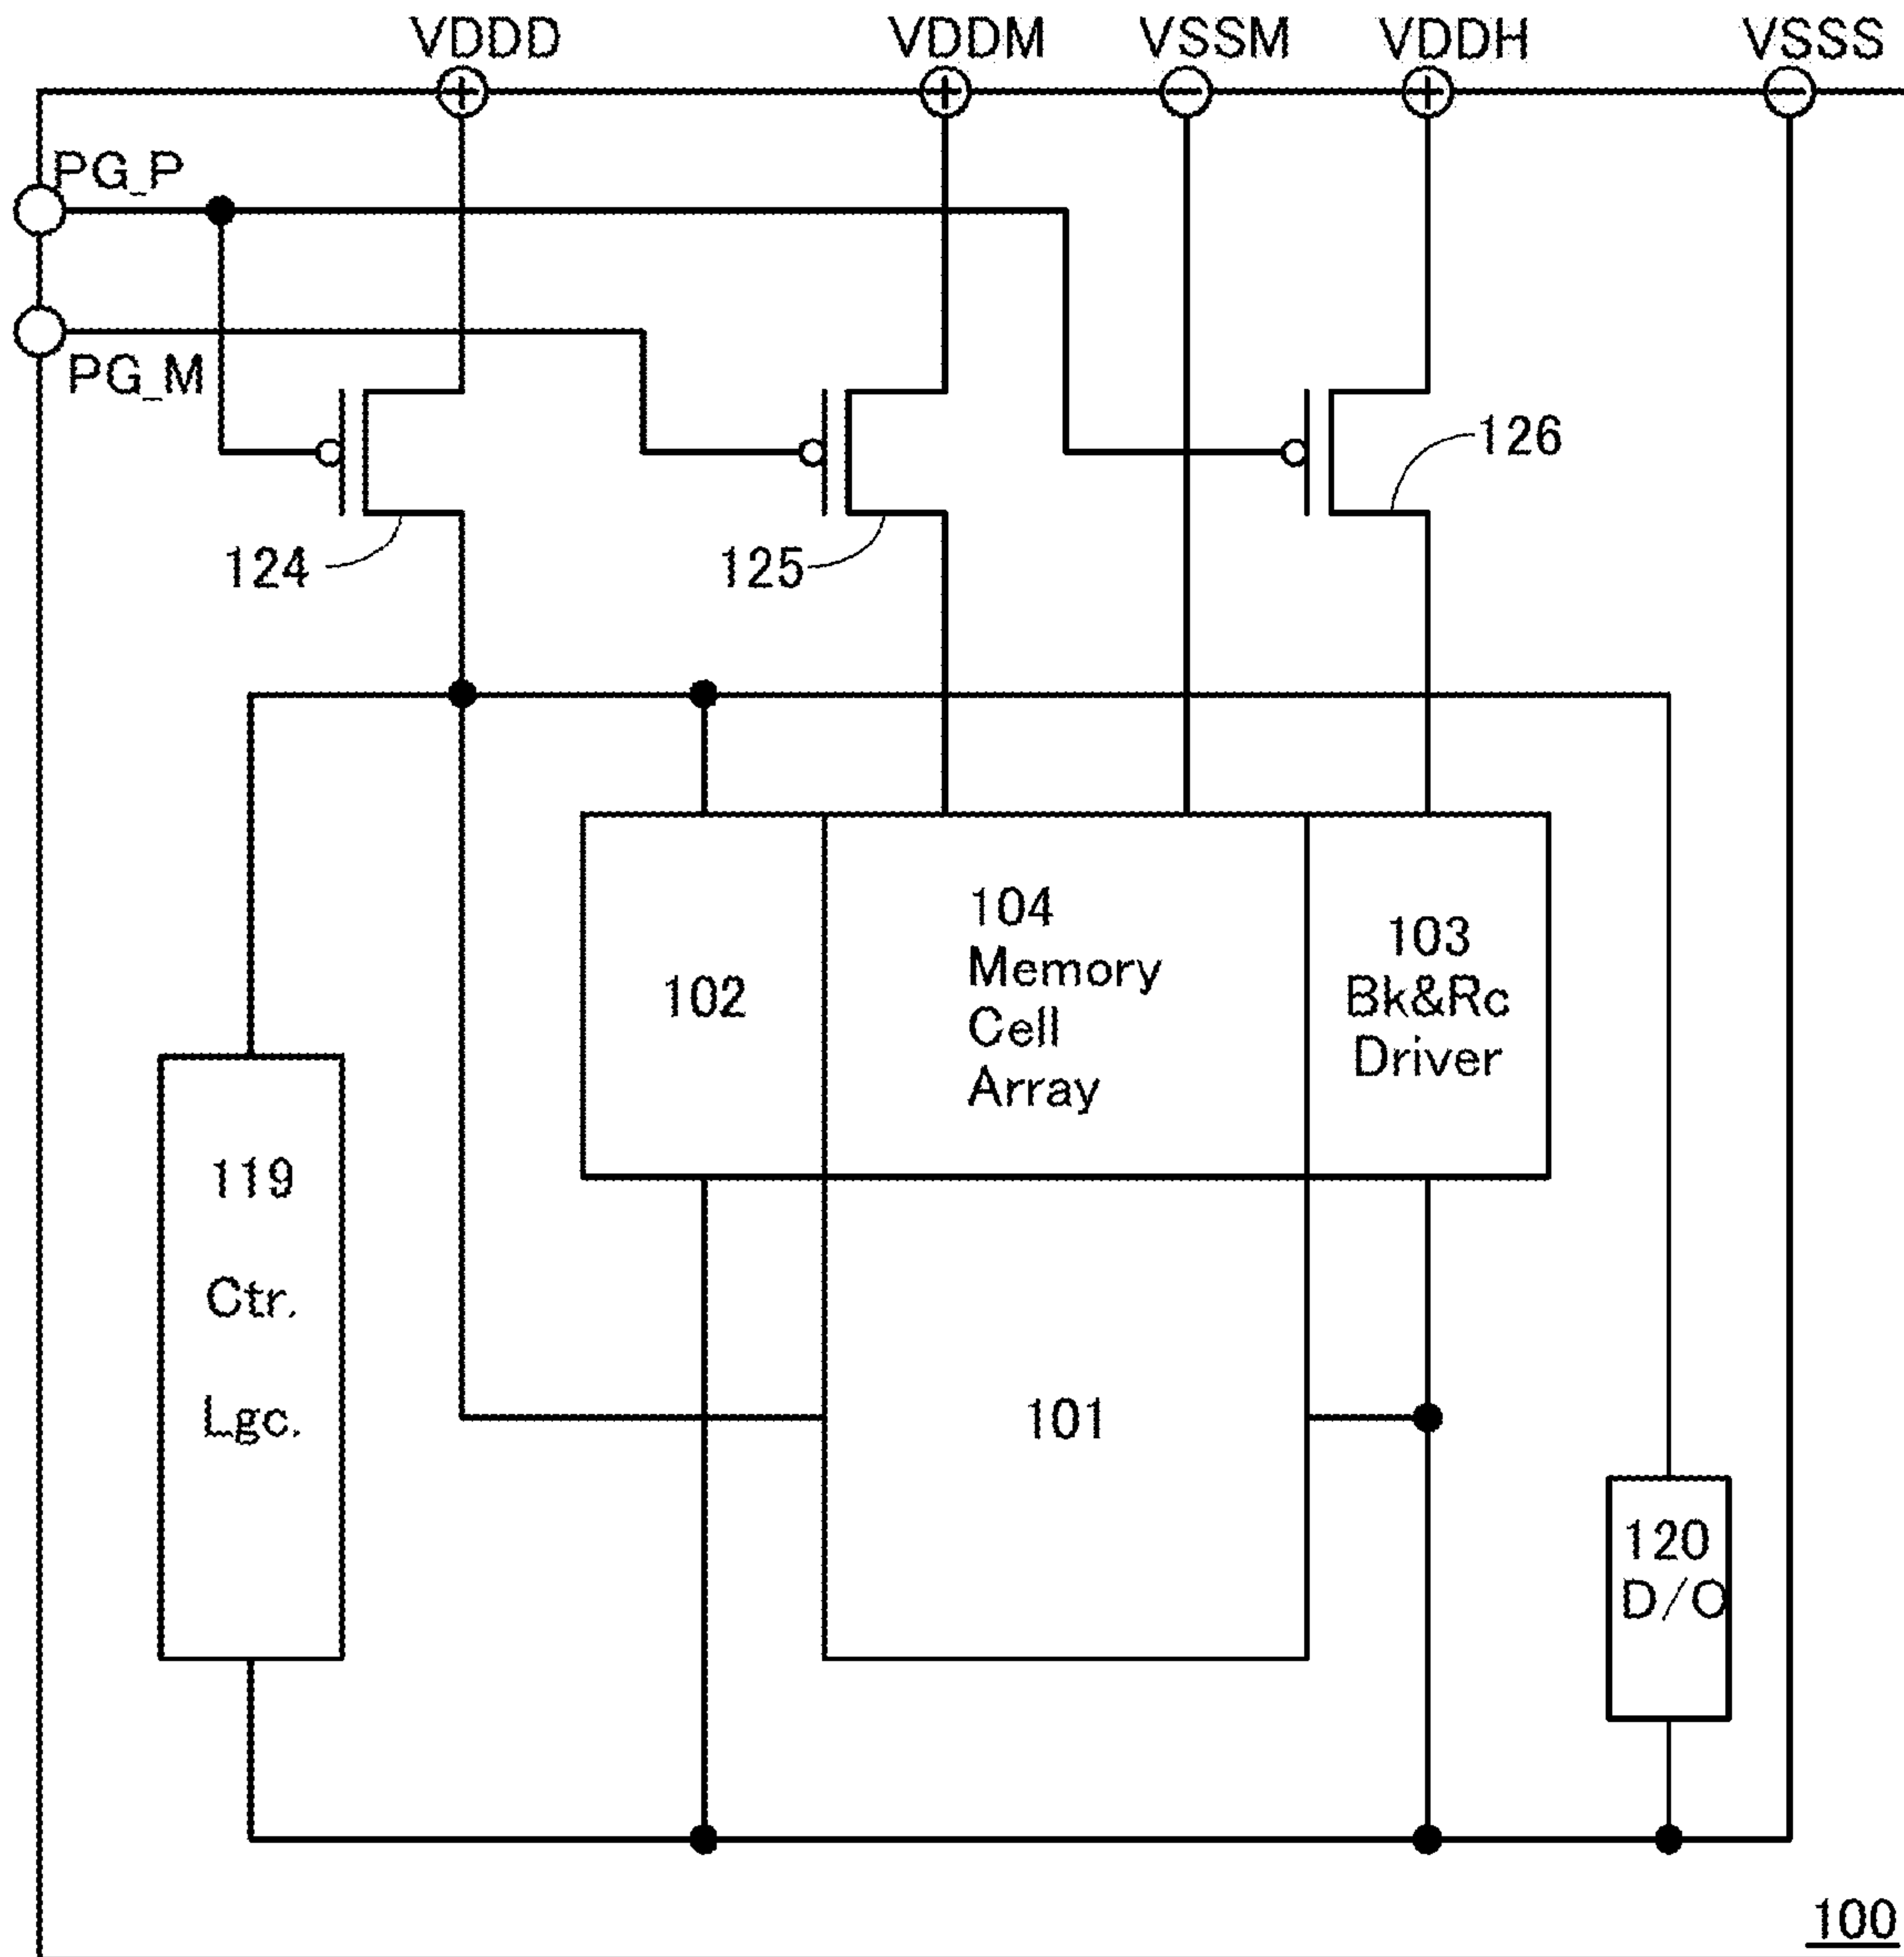 VDDD
VDDM
VSSM
VDDH
VSSS
PG_P
PG_M
126
124
125
104
Memory
Cell
Array
103
Bk&Rc
Driver
102
119
Ctr.
Lgc.
101
120
D/O
100